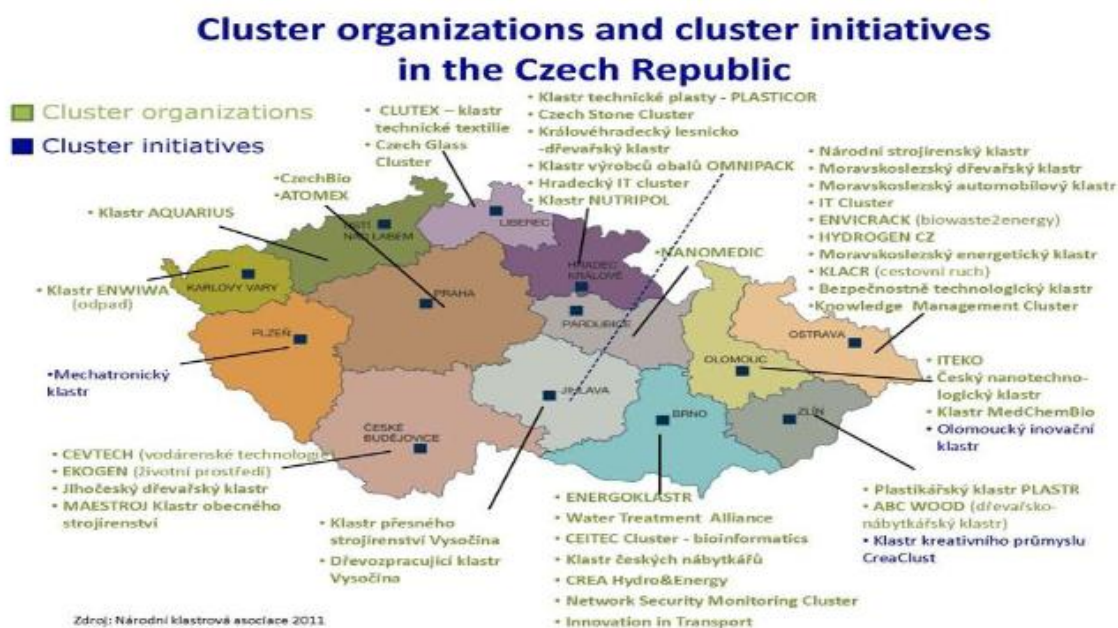 Cluster organizations and cluster initiatives
in the Czech Republic
Cluster organizations
Cluster initiatives
• CLUTEX – klastr
technické textilie
• Czech Glass
Cluster
• Klastr technické plasty - PLASTICOR
• Czech Stone Cluster
• Královéhradecký lesnicko
-dřevařský klastr
• Klastr výrobců obalů OMNIPACK
• Hradecký IT cluster
• Klastr NUTRIPOL
• Národní strojírenský klastr
• Moravskoslezský dřevařský klastr
• Moravskoslezský automobilový klastr
• IT Cluster
• ENVICRACK (biowaste2energy)
• HYDROGEN CZ
• Moravskoslezský energetický klastr
• KLACR (cestovní ruch)
• Bezpečnostně technologický klastr
•Knowledge Management Cluster
•CzechBio
•ATOMEX
• Klastr AQUARIUS
•NANOMEDIC
• Klastr ENWIWA
(odpad)
ÚSTÍ
NAD LABEM
LIBEREC
KARLOVY VARY
HRADEC
KRÁLOVÉ
PRAHA
PARDUBICE
PLZEŇ
OSTRAVA
OLOMOUC
JIHLAVA
BRNO
ZLÍN
ČESKÉ
BUDĚJOVICE
•Mechatronický
klastr
• ITEKO
• Český nanotechno-
logický klastr
• Klastr MedChemBio
• Olomoucký inovační
klastr
• CEVTECH (vodárenské technologie
• EKOGEN (životní prostředí)
• Jihočeský dřevařský klastr
• MAESTROJ Klastr obecného
strojírenství
• Klastr přesného
strojírenství Vysočina
• Dřevozpracující klastr
Vysočina
• ENERGOKLASTR
• Water Treatment Alliance
• CEITEC Cluster - bioinformatics
• Klastr českých nábytkářů
• CREA Hydro&Energy
• Network Security Monitoring Cluster
• Innovation in Transport
• Plastikářský klastr PLASTR
• ABC WOOD (dřevařsko-
nábytkářský klastr)
• Klastr kreativního průmyslu
CreaClust
Zdroj: Národní klastrová asociace 2011